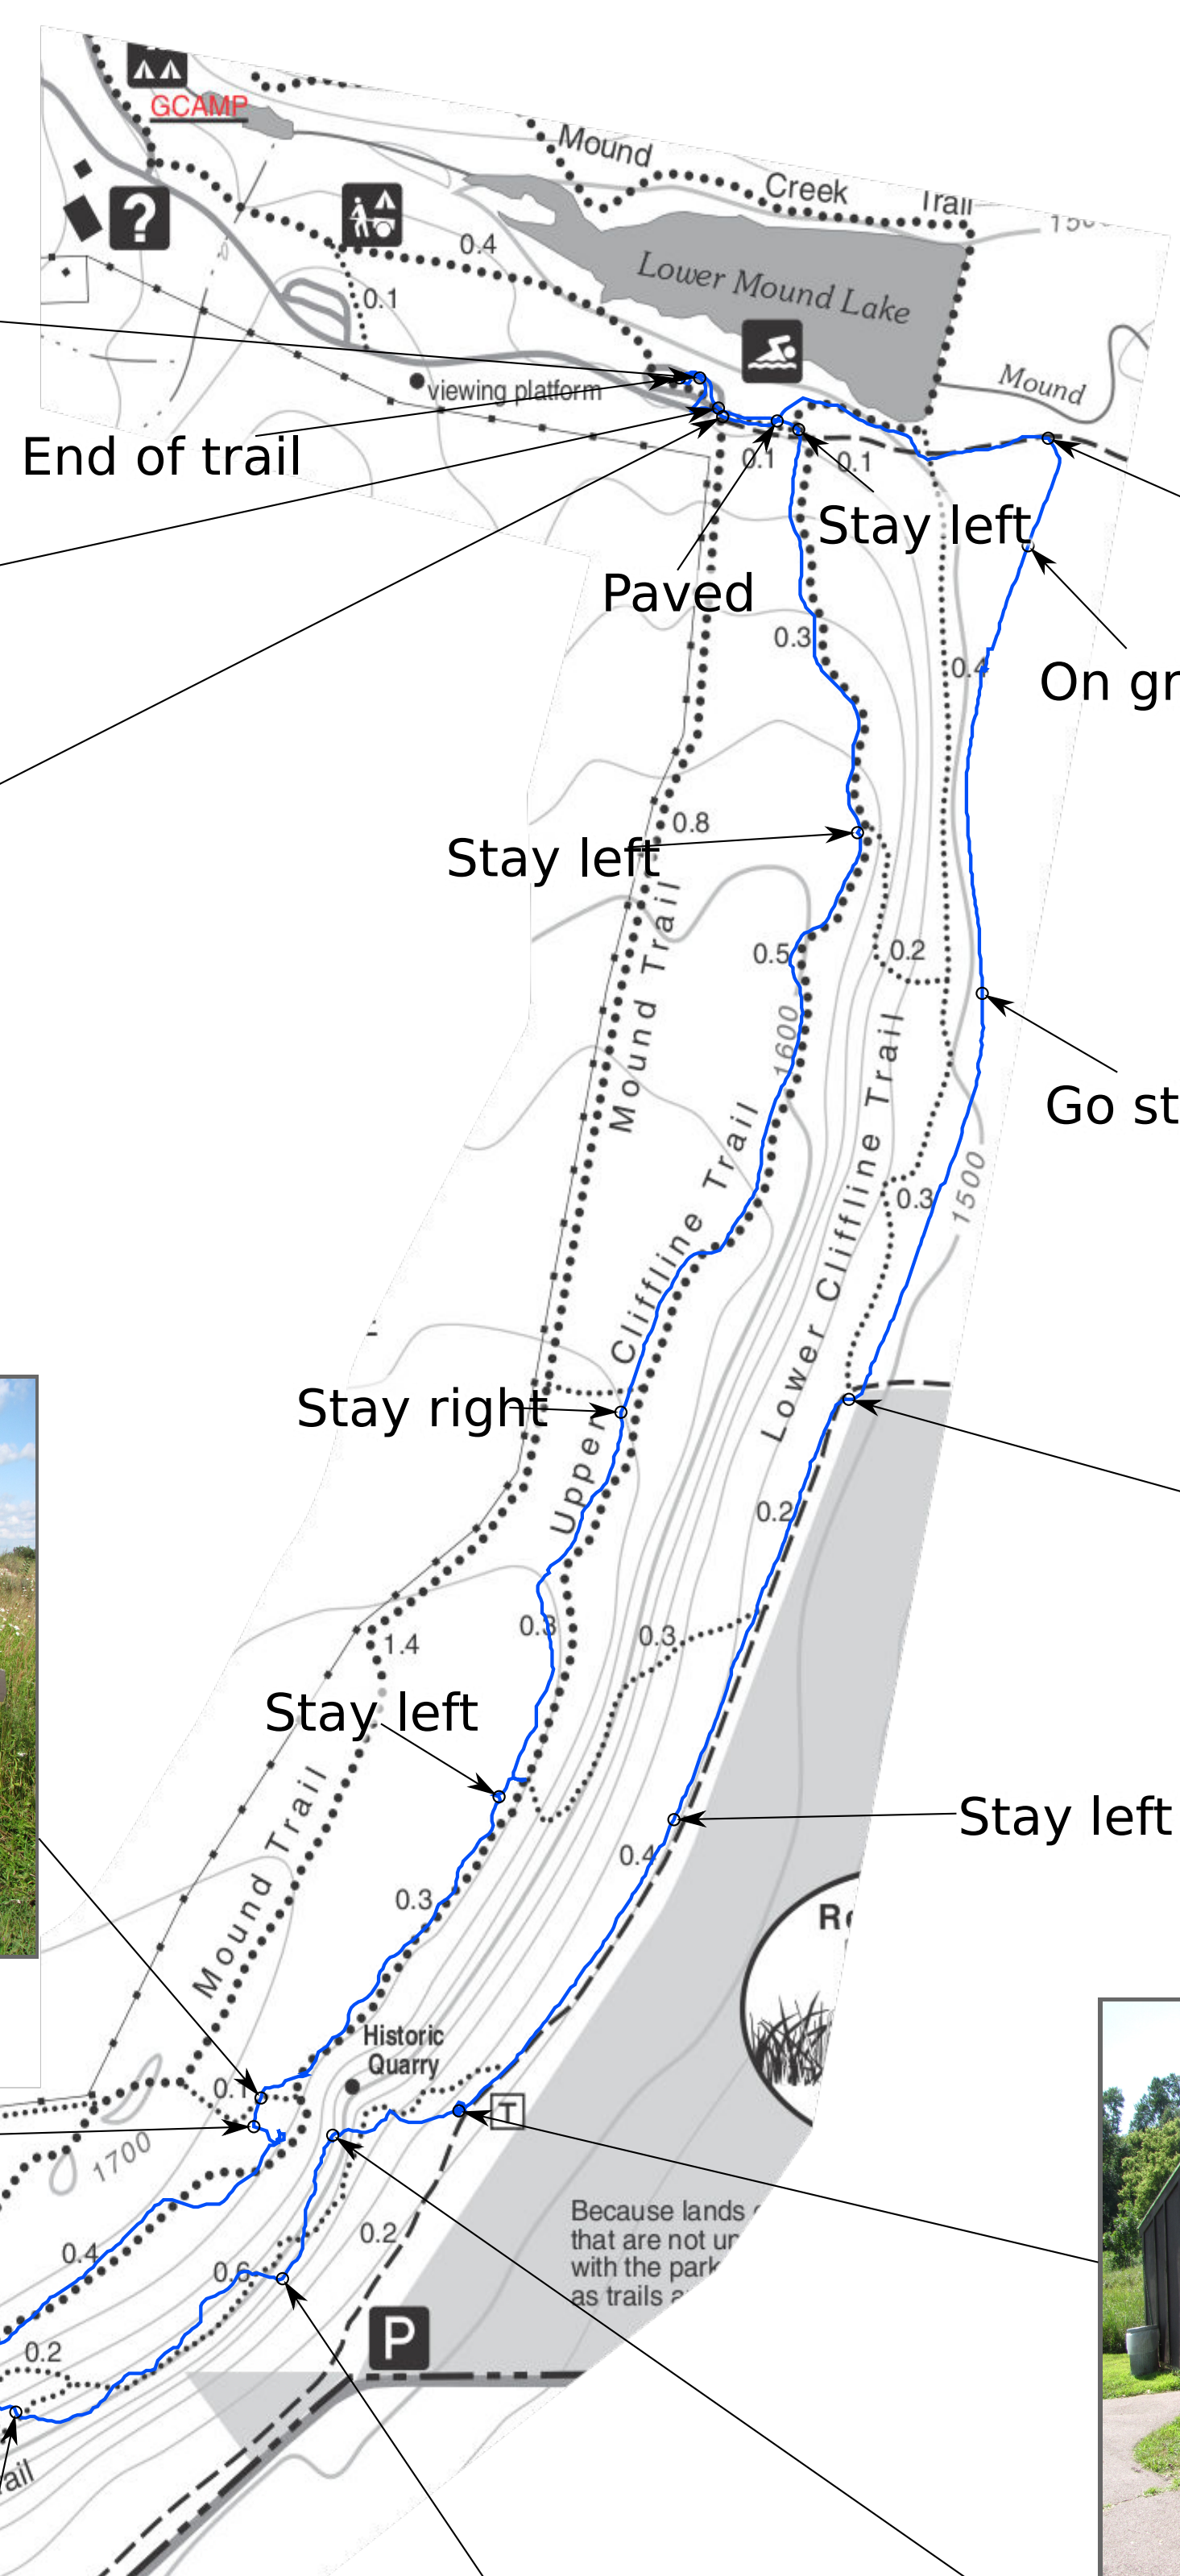 GCAMP
Mound
Creek
Trail
?
0.4
Lower Mound Lake
0.1
viewing platform
Mound
End of trail
0.1
0.1
Stay left
Paved
0.3
0.4
On gr
0.8
Stay left
0.5
0.2
Mound Trail
1600
Go st
Upper Cliffline Trail
Lower Cliffline Trail
0.3
1500
Stay right
0.2
0.3
0.3
1.4
Stay left
Stay left
0.4
Mound Trail
0.3
Historic
Quarry
0.1
T
1700
Because lands
that are not un
with the park
as trails a
0.2
0.4
0.6
P
0.2
ail